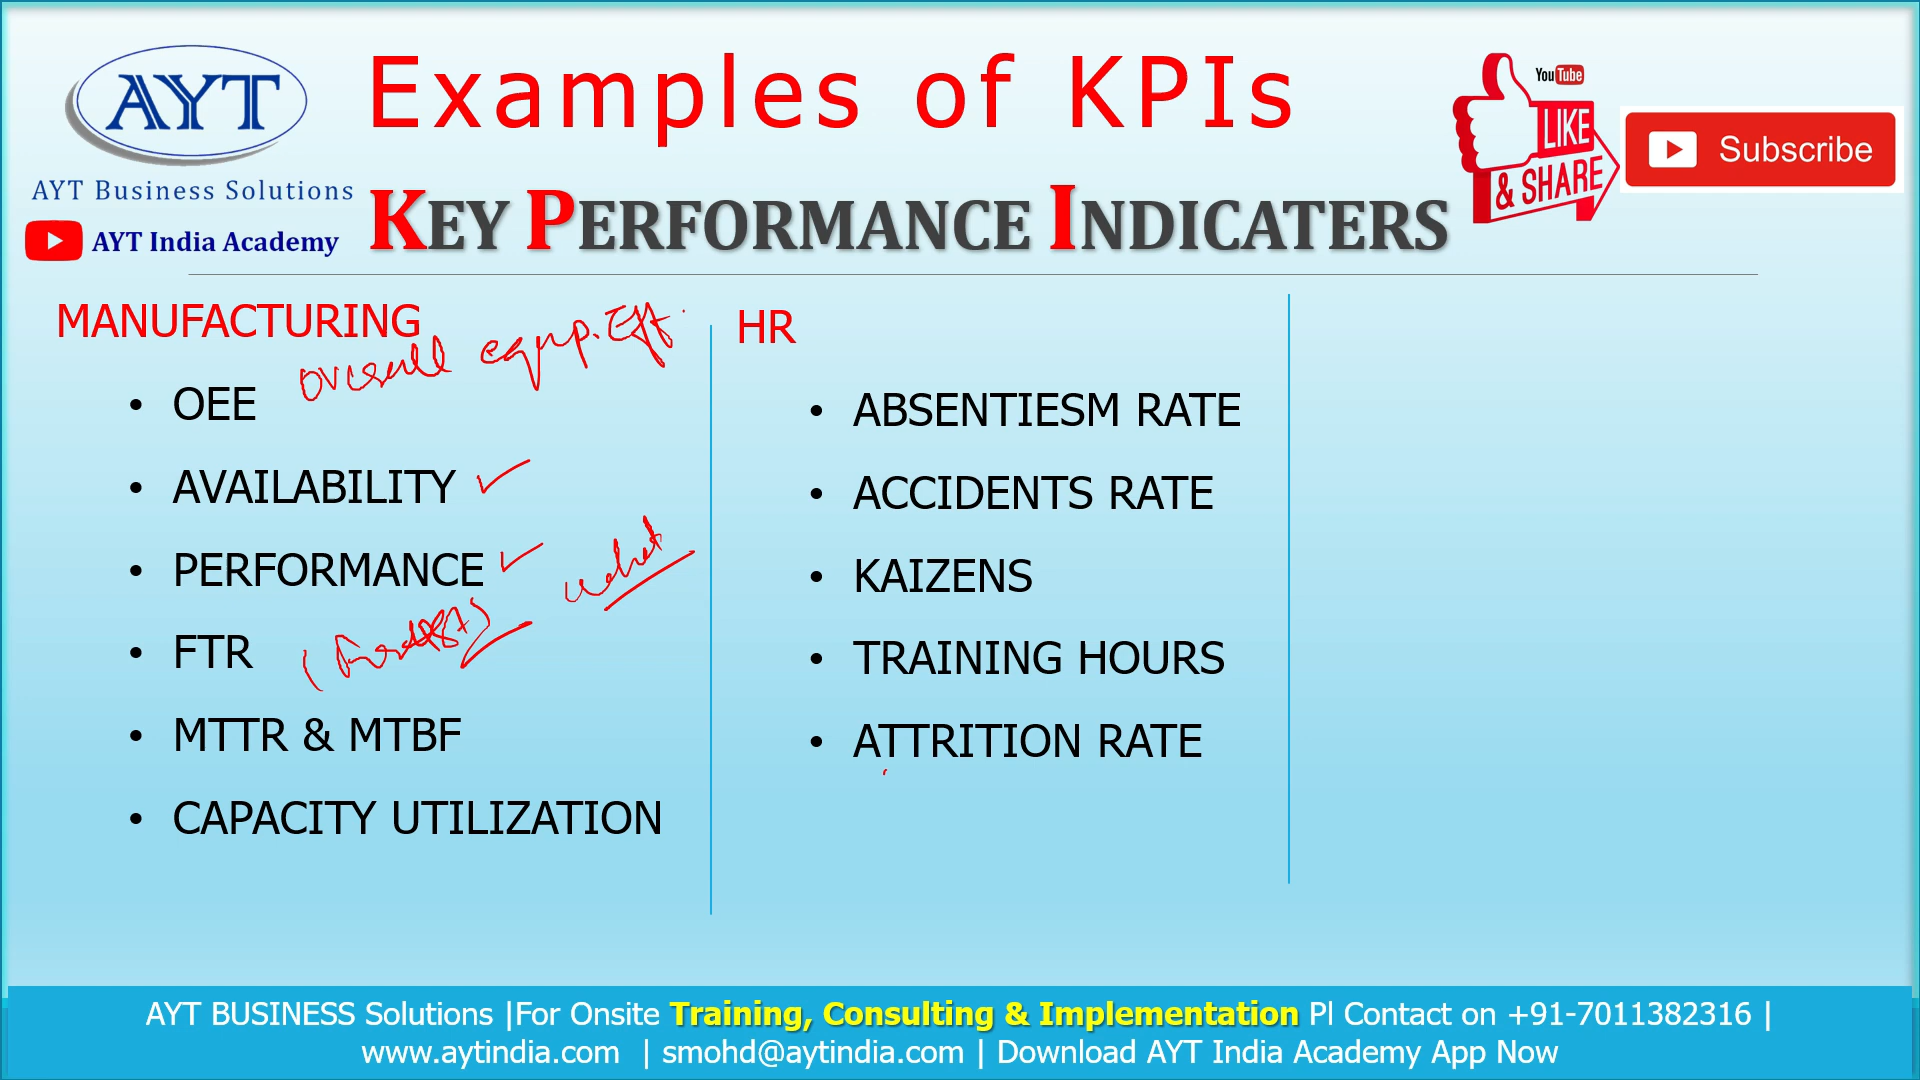 AYT
AYT Business Solutions
AYT India Academy
Examples of KPIs
KEY PERFORMANCE INDICATERS
YouTube
LIKE
& SHARE
Subscribe
MANUFACTURING
overall equip. Eff.
• OEE
• AVAILABILITY
• PERFORMANCE
• FTR
• MTTR & MTBF
• CAPACITY UTILIZATION
HR
• ABSENTIESM RATE
• ACCIDENTS RATE
• KAIZENS
• TRAINING HOURS
• ATTRITION RATE
AYT BUSINESS Solutions |For Onsite Training, Consulting & Implementation Pl Contact on +91-7011382316 |
www.aytindia.com | smohd@aytindia.com | Download AYT India Academy App Now